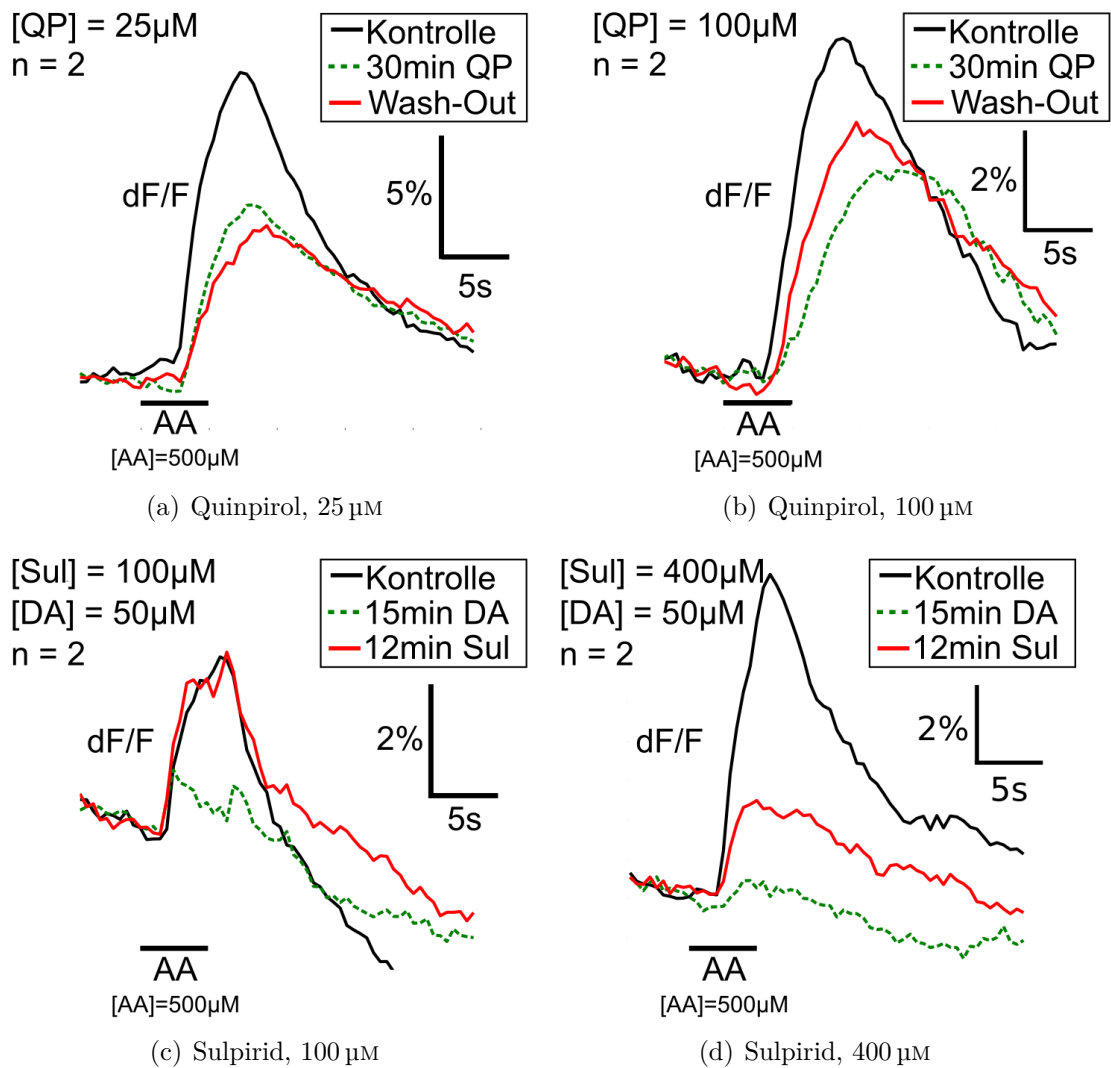 [QP] = 25µM
n = 2
Kontrolle
30min QP
Wash-Out
dF/F
5%
5s
AA
[AA]=500µM
(a) Quinpirol, 25 µM
[QP] = 100µM
n = 2
Kontrolle
30min QP
Wash-Out
dF/F
2%
5s
AA
[AA]=500µM
(b) Quinpirol, 100 µM
[Sul] = 100µM
[DA] = 50µM
n = 2
Kontrolle
15min DA
12min Sul
dF/F
2%
5s
AA
[AA]=500µM
(c) Sulpirid, 100 µM
[Sul] = 400µM
[DA] = 50µM
n = 2
Kontrolle
15min DA
12min Sul
dF/F
2%
5s
AA
[AA]=500µM
(d) Sulpirid, 400 µM